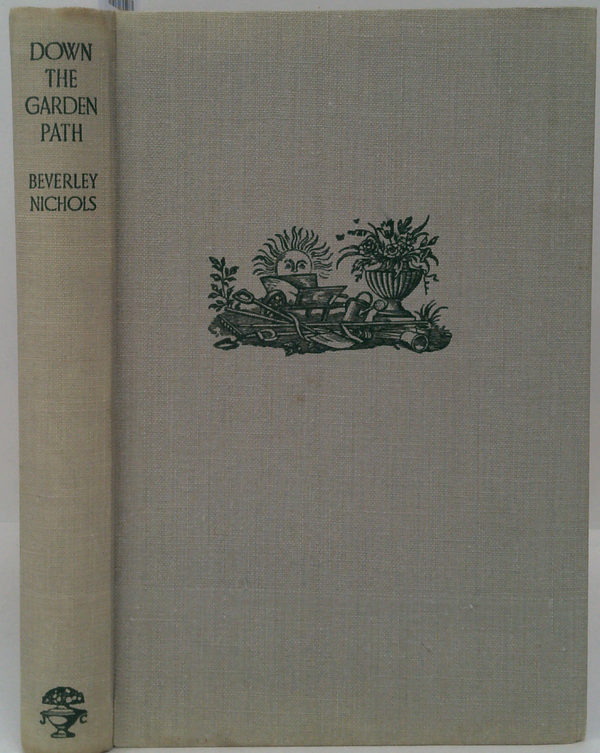 DOWN
THE
GARDEN
PATH
BEVERLEY
NICHOLS